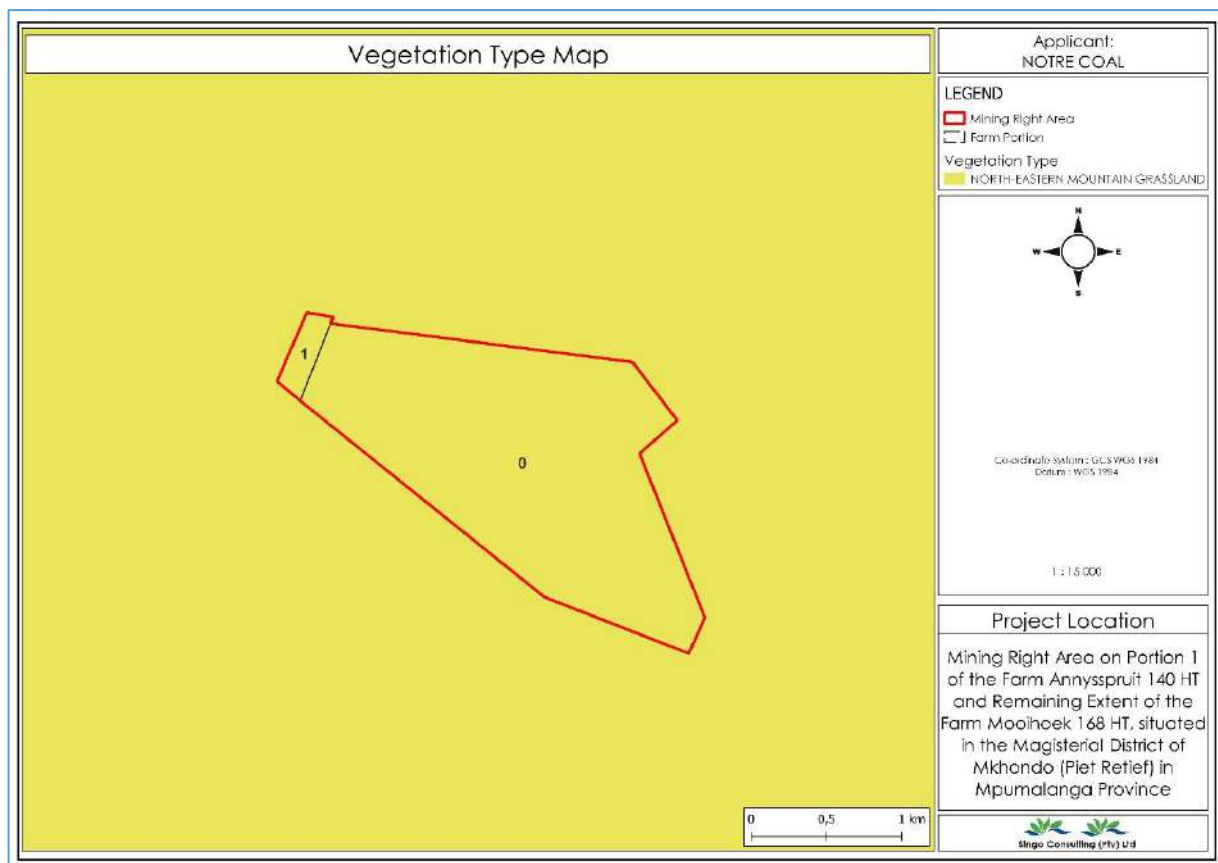 Vegetation Type Map
1
0
0 0,5 1 km
Applicant:
NOTRE COAL
LEGEND
Mining Right Area
Farm Portion
Vegetation Type
NORTH-EASTERN MOUNTAIN GRASSLAND
N
W E
S
Co-ordinate System : GCS WGS 1984
Datum : WGS 1984
1 : 15 000
Project Location
Mining Right Area on Portion 1
of the Farm Annysspruit 140 HT
and Remaining Extent of the
Farm Mooihoek 168 HT, situated
in the Magisterial District of
Mkhondo (Piet Retief) in
Mpumalanga Province
Singo Consulting (Pty) Ltd